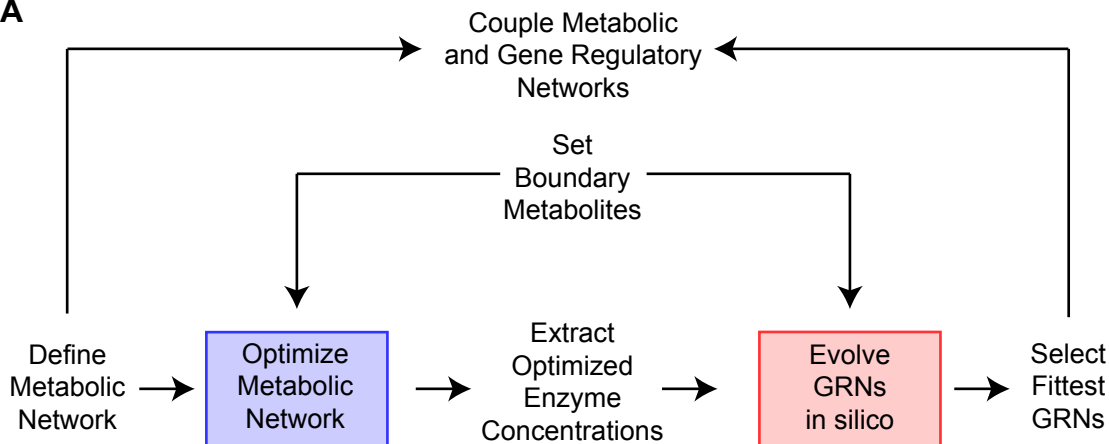 A
Couple Metabolic
and Gene Regulatory
Networks
Set
Boundary
Metabolites
Define
Metabolic
Network
Optimize
Metabolic
Network
Extract
Optimized
Enzyme
Concentrations
Evolve
GRNs
in silico
Select
Fittest
GRNs